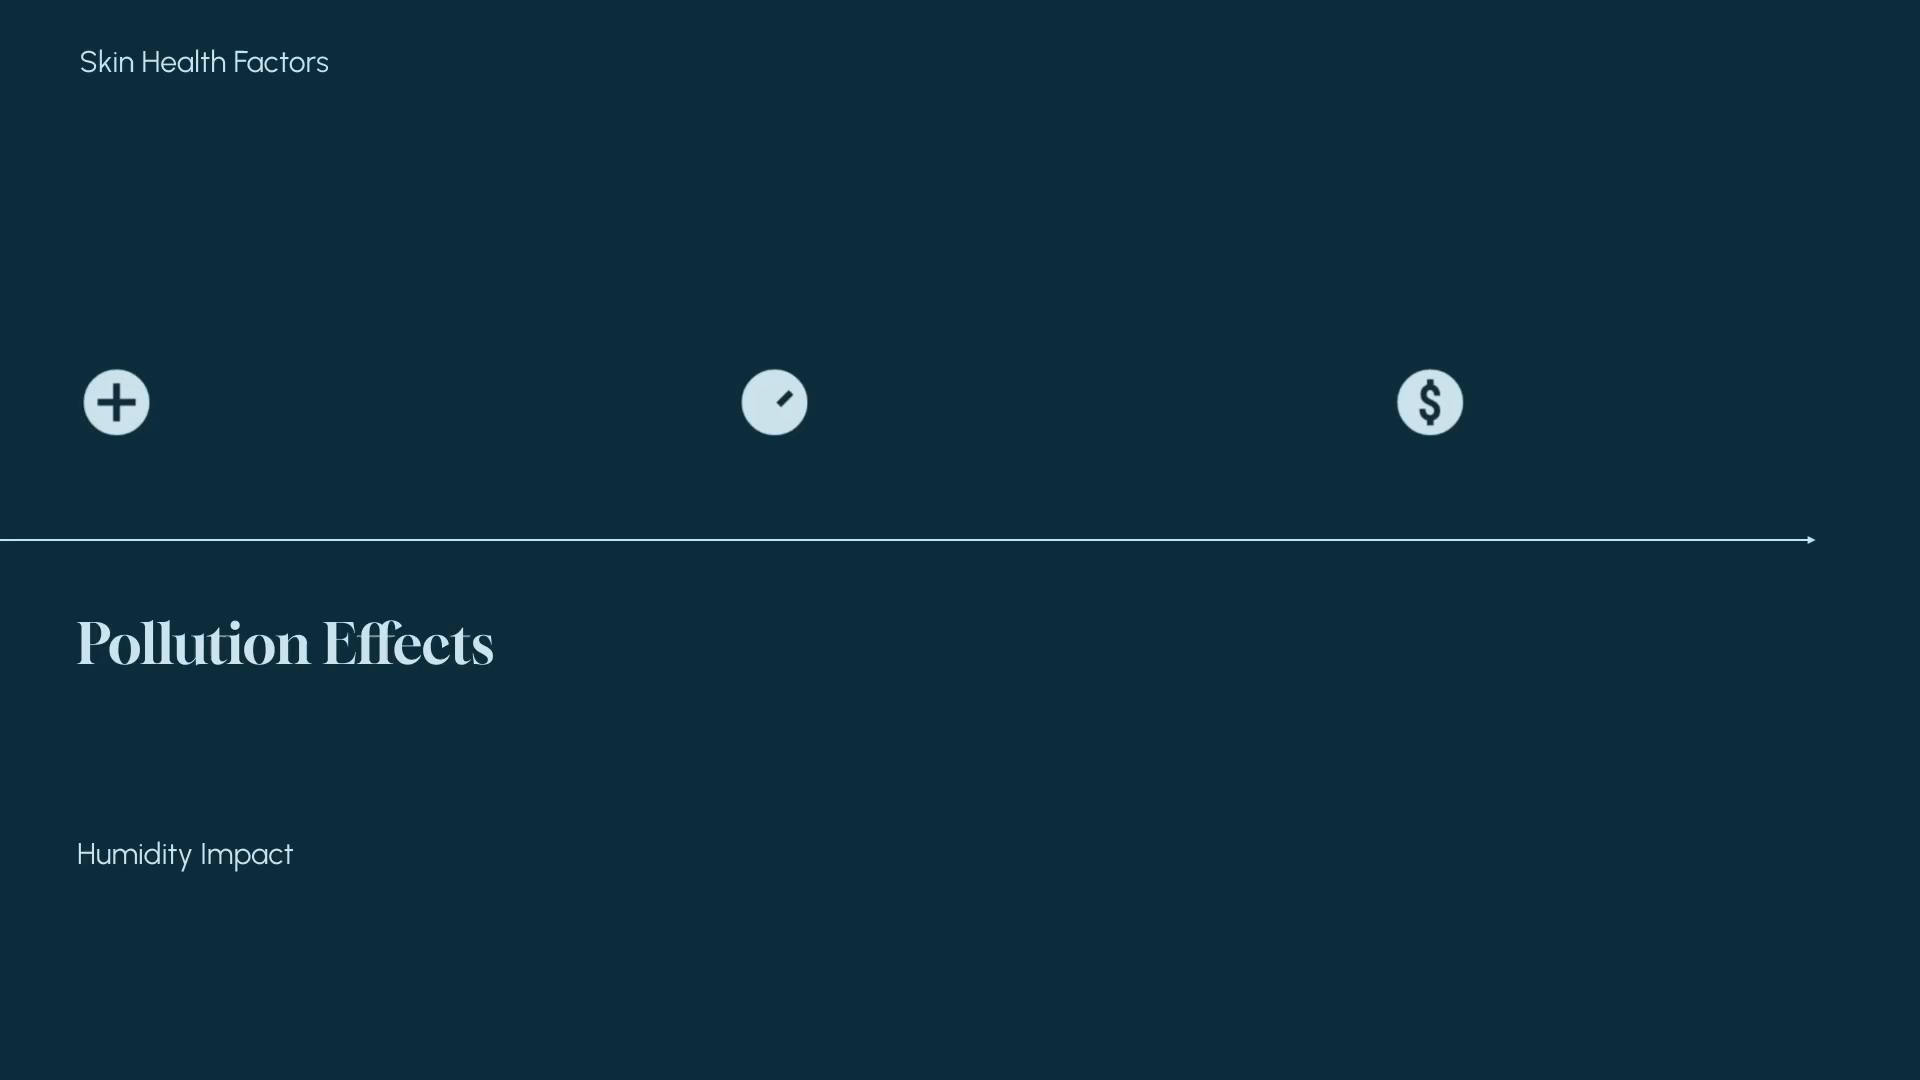 Skin Health Factors
$
Pollution Effects
Humidity Impact